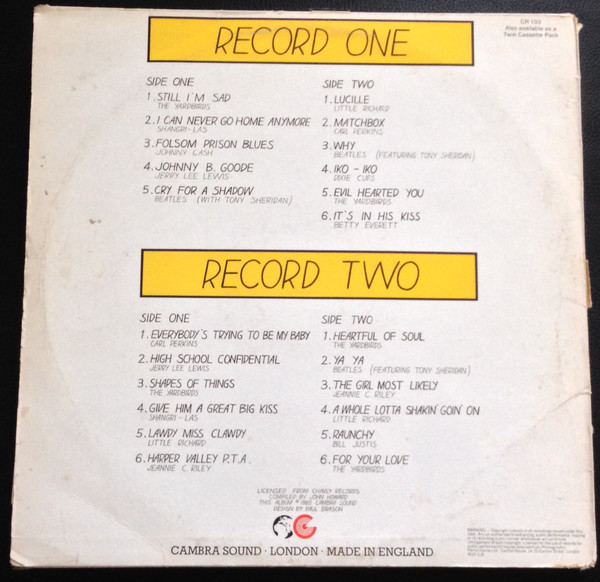 CR 103
Also available as a
Twin Cassette Pack
RECORD ONE
SIDE ONE
1. STILL I'M SAD
THE YARDBIRDS
2. I CAN NEVER GO HOME ANYMORE
SHANGRI-LAS
3. FOLSOM PRISON BLUES
JOHNNY CASH
4. JOHNNY B. GOODE
JERRY LEE LEWIS
5. CRY FOR A SHADOW
BEATLES (WITH TONY SHERIDAN)
SIDE TWO
1. LUCILLE
LITTLE RICHARD
2. MATCHBOX
CARL PERKINS
3. WHY
BEATLES (FEATURING TONY SHERIDAN)
4. IKO - IKO
DIXIE CUPS
5. EVIL HEARTED YOU
THE YARDBIRDS
6. IT'S IN HIS KISS
BETTY EVERETT
RECORD TWO
SIDE ONE
1. EVERYBODY'S TRYING TO BE MY BABY
CARL PERKINS
2. HIGH SCHOOL CONFIDENTIAL
JERRY LEE LEWIS
3. SHAPES OF THINGS
THE YARDBIRDS
4. GIVE HIM A GREAT BIG KISS
SHANGRI-LAS
5. LAWDY MISS CLAWDY
LITTLE RICHARD
6. HARPER VALLEY P.T.A.
JEANNIE C. RILEY
SIDE TWO
1. HEARTFUL OF SOUL
THE YARDBIRDS
2. YA YA
BEATLES (FEATURING TONY SHERIDAN)
3. THE GIRL MOST LIKELY
JEANNIE C. RILEY
4. A WHOLE LOTTA SHAKIN' GOIN' ON
LITTLE RICHARD
5. RAUNCHY
BILL JUSTIS
6. FOR YOUR LOVE
THE YARDBIRDS
LICENSED FROM CHARLY RECORDS
COMPILED BY JOHN HOWARD
THIS ALBUM CAMBRA SOUND
DESIGN BY PAUL
CAMBRA SOUND · LONDON · MADE IN ENGLAND